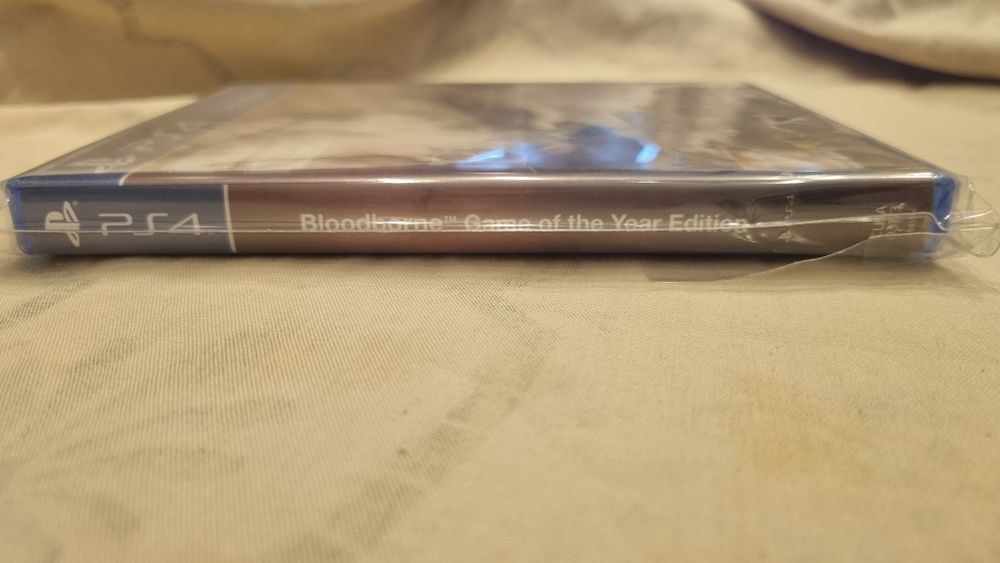 PS4
Bloodborne™ Game of the Year Edition